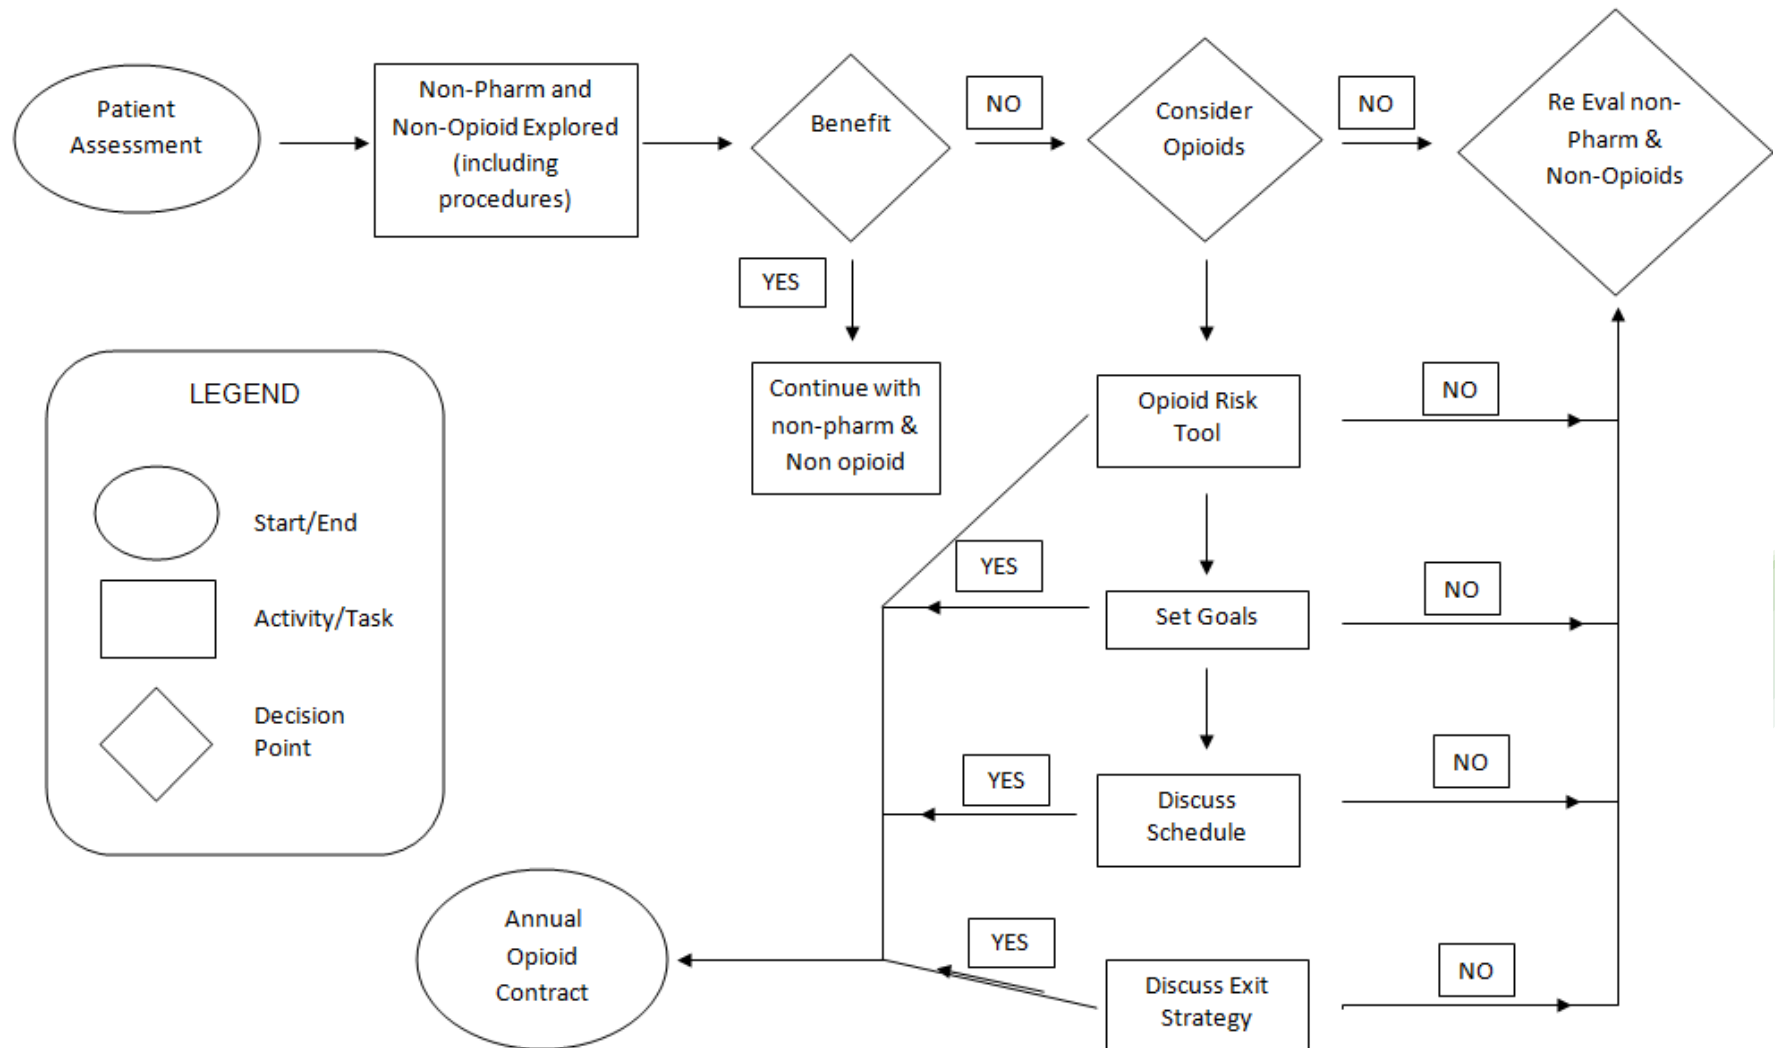 Patient
Assessment
Non-Pharm and
Non-Opioid Explored
(including
procedures)
Benefit
NO
Consider
Opioids
NO
Re Eval non-
Pharm &
Non-Opioids
YES
Continue with
non-pharm &
Non opioid
Opioid Risk
Tool
NO
LEGEND
Start/End
Activity/Task
Decision
Point
YES
Set Goals
NO
YES
Discuss
Schedule
NO
Annual
Opioid
Contract
YES
Discuss Exit
Strategy
NO